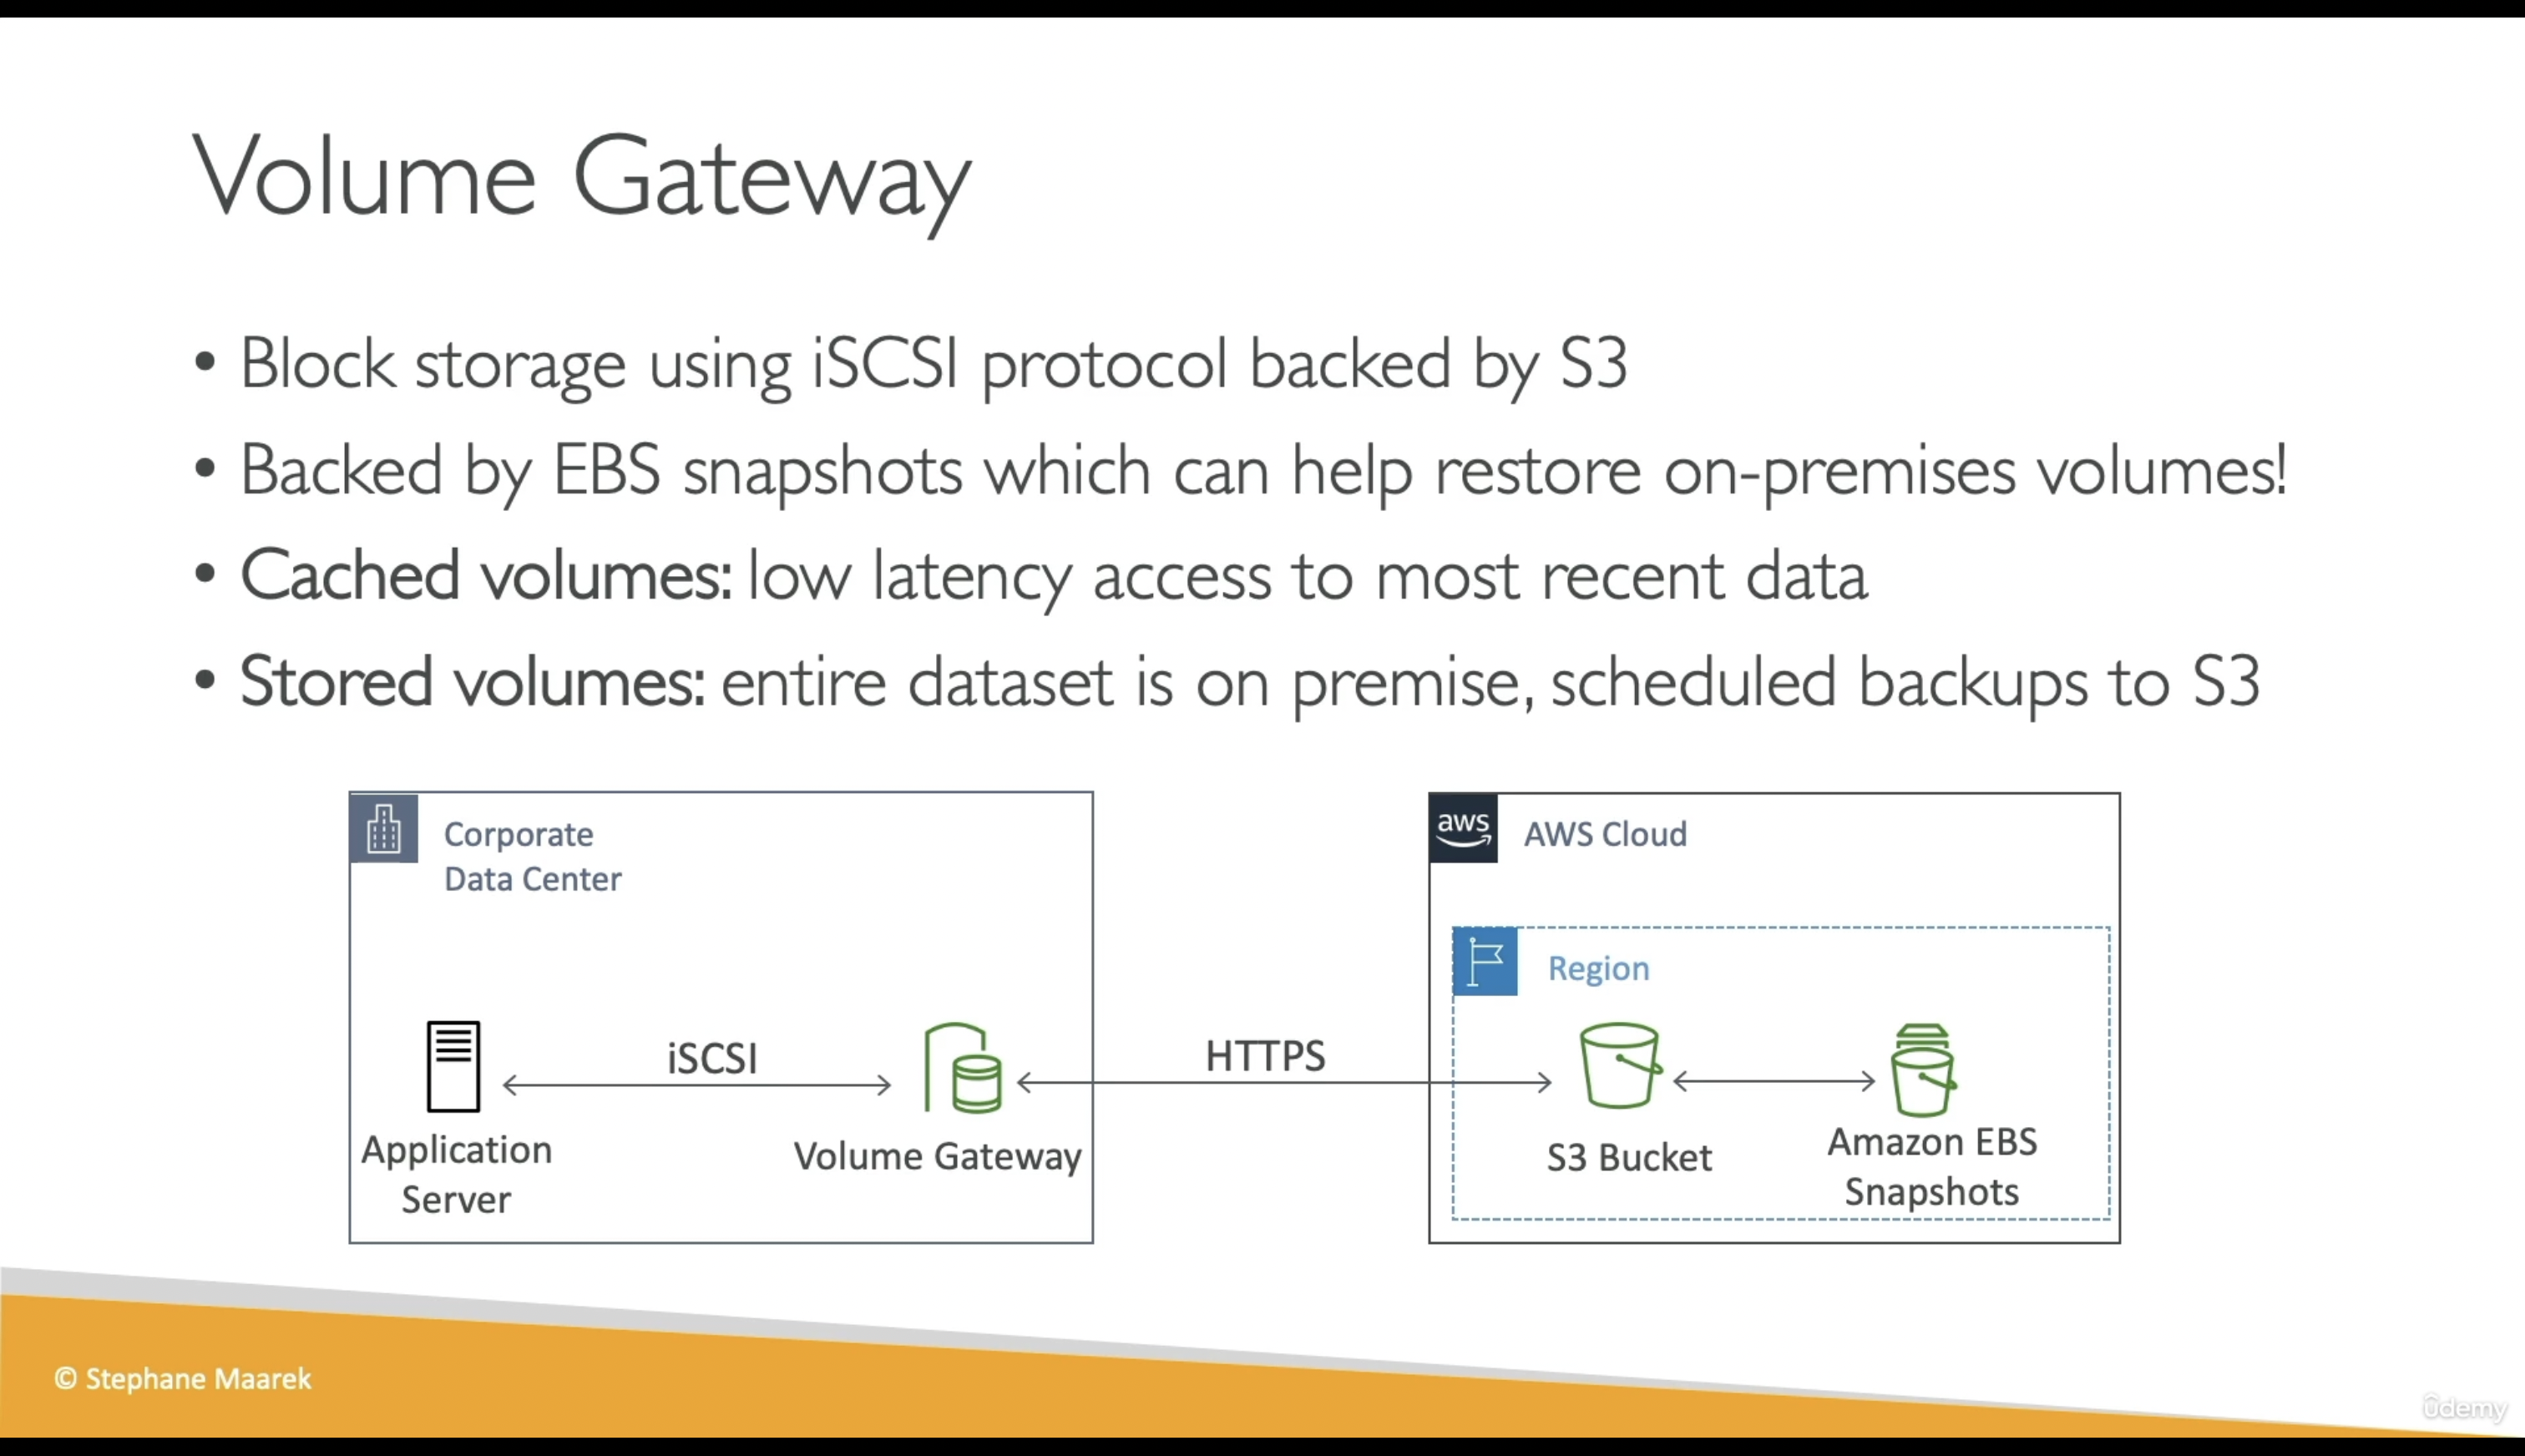 Volume Gateway
• Block storage using iSCSI protocol backed by S3
• Backed by EBS snapshots which can help restore on-premises volumes!
• Cached volumes: low latency access to most recent data
• Stored volumes: entire dataset is on premise, scheduled backups to S3
Corporate
Data Center
aws
AWS Cloud
Region
iSCSI
HTTPS
Application
Server
Volume Gateway
S3 Bucket
Amazon EBS
Snapshots
© Stephane Maarek
ûdemy